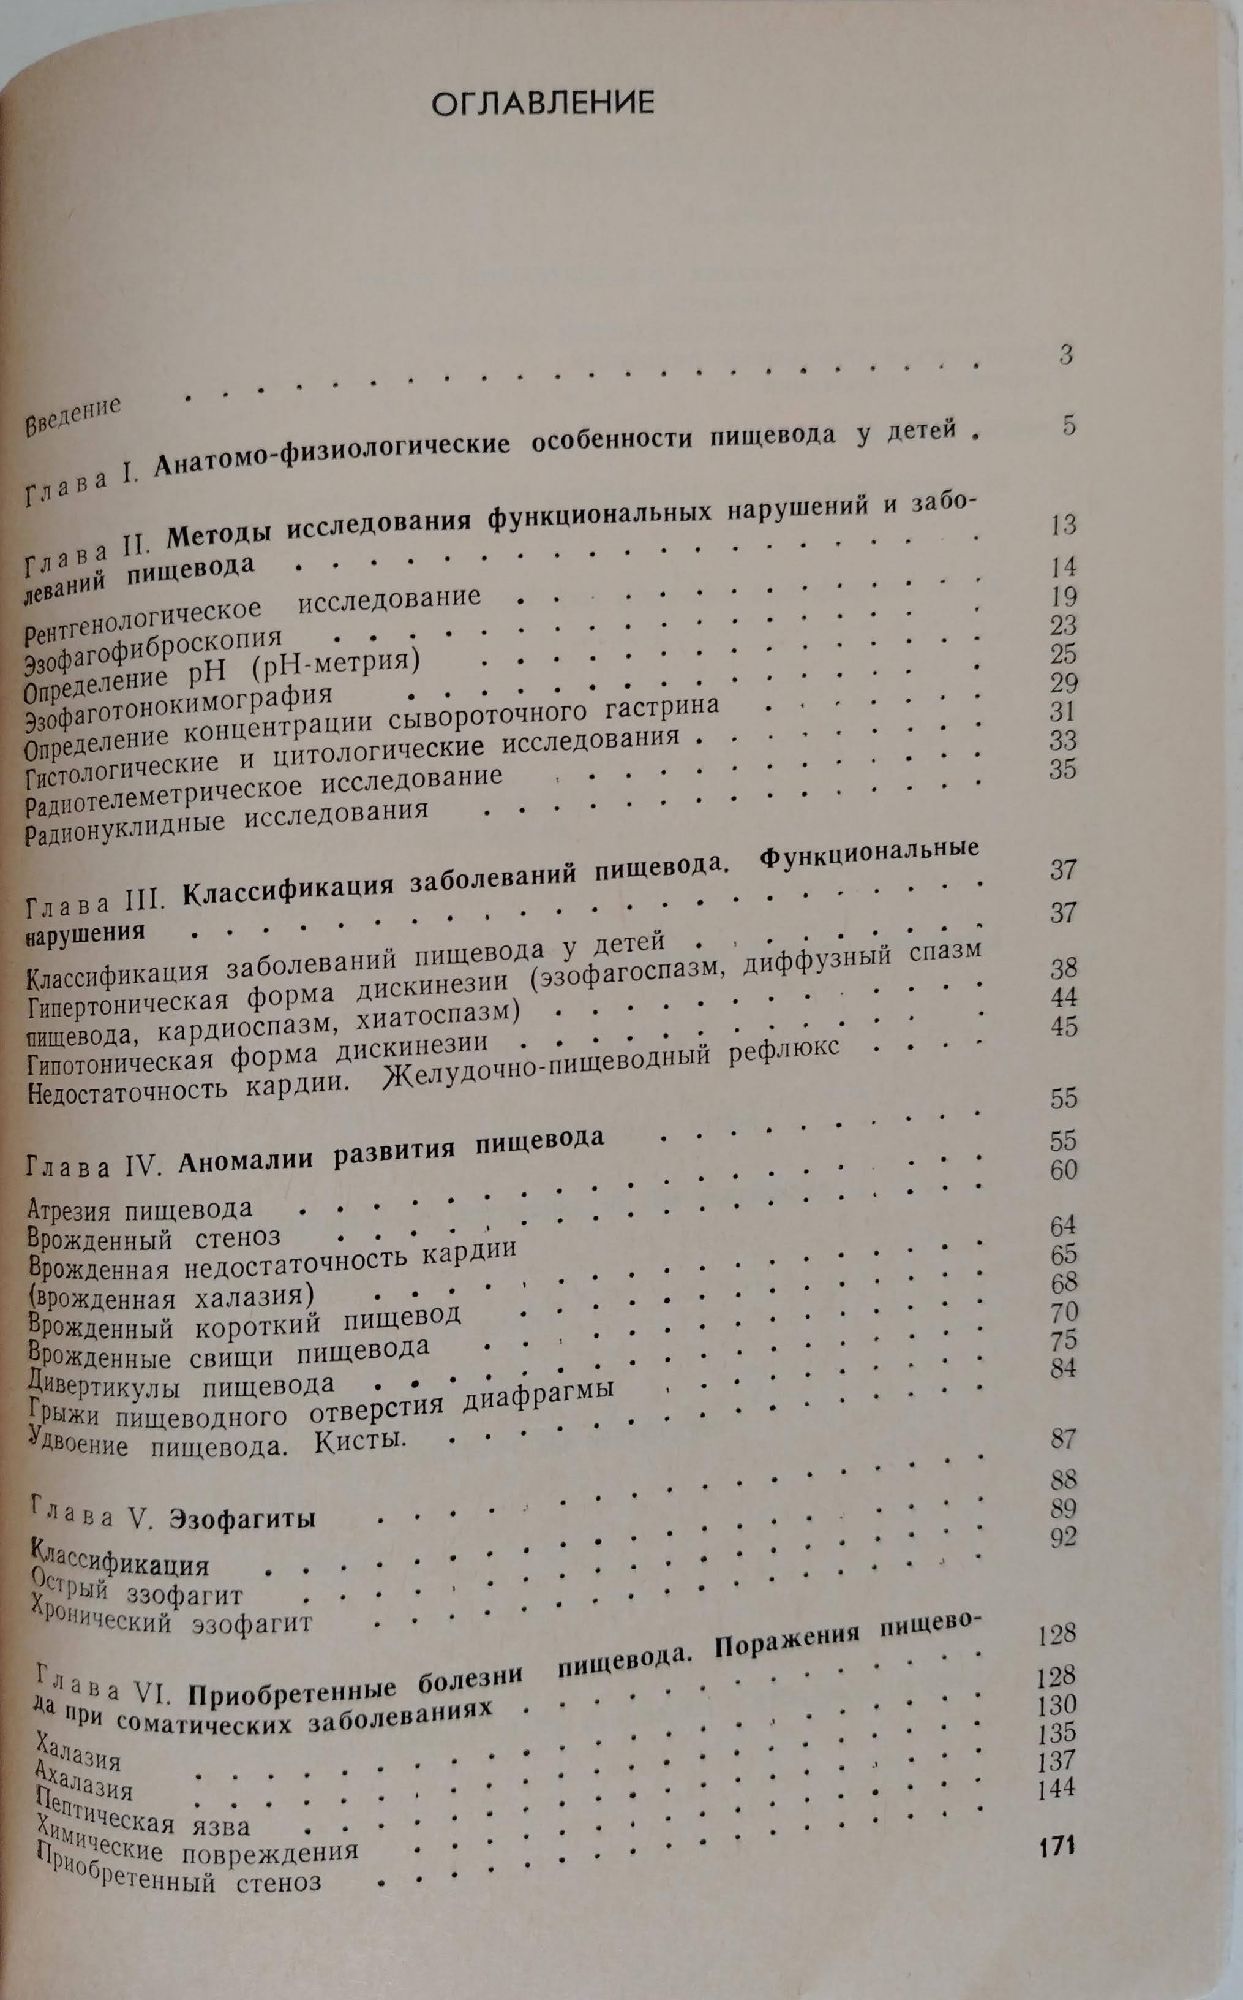 ОГЛАВЛЕНИЕ
Введение . . . . . . . . . . . . . . . . . . . . . . 3
Глава I. Анатомо-физиологические особенности пищевода у детей . 5
Глава II. Методы исследования функциональных нарушений и забо-
леваний пищевода . . . . . . . . . . . . . . . . . . 13
Рентгенологическое исследование . . . . . . . . . . . . 14
Эзофагофиброскопия . . . . . . . . . . . . . . . . . 19
Определение pH (pH-метрия) . . . . . . . . . . . . . 23
Эзофаготонокимография . . . . . . . . . . . . . . . 25
Определение концентрации сывороточного гастрина . . . . . . 29
Гистологические и цитологические исследования . . . . . . . . 31
Радиотелеметрическое исследование . . . . . . . . . . . 33
Радионуклидные исследования . . . . . . . . . . . . . 35
Глава III. Классификация заболеваний пищевода. Функциональные
нарушения . . . . . . . . . . . . . . . . . . . . . 37
Классификация заболеваний пищевода у детей . . . . . . . . 37
Гипертоническая форма дискинезии (эзофагоспазм, диффузный спазм
пищевода, кардиоспазм, хиатоспазм) . . . . . . . . . . . . 38
Гипотоническая форма дискинезии . . . . . . . . . . . . 44
Недостаточность кардии. Желудочно-пищеводный рефлюкс . . . . 45
Глава IV. Аномалии развития пищевода . . . . . . . . . 55
Атрезия пищевода . . . . . . . . . . . . . . . . . . 55
Врожденный стеноз . . . . . . . . . . . . . . . . . 60
Врожденная недостаточность кардии
(врожденная халазия) . . . . . . . . . . . . . . . . 64
Врожденный короткий пищевод . . . . . . . . . . . . 65
Врожденные свищи пищевода . . . . . . . . . . . . . 68
Дивертикулы пищевода . . . . . . . . . . . . . . . . 70
Грыжи пищеводного отверстия диафрагмы . . . . . . . . . 75
Удвоение пищевода. Кисты. . . . . . . . . . . . . . . 84
Глава V. Эзофагиты . . . . . . . . . . . . . . . . . 87
Классификация . . . . . . . . . . . . . . . . . . . 88
Острый ззофагит . . . . . . . . . . . . . . . . . . 89
Хронический эзофагит . . . . . . . . . . . . . . . . 92
Глава VI. Приобретенные болезни пищевода. Поражения пищево-
да при соматических заболеваниях . . . . . . . . . . . . 128
Халазия . . . . . . . . . . . . . . . . . . . . . . 128
Ахалазия . . . . . . . . . . . . . . . . . . . . . 130
Пептическая язва . . . . . . . . . . . . . . . . . . 135
Химические повреждения . . . . . . . . . . . . . . . 137
Приобретенный стеноз . . . . . . . . . . . . . . . . 144
171